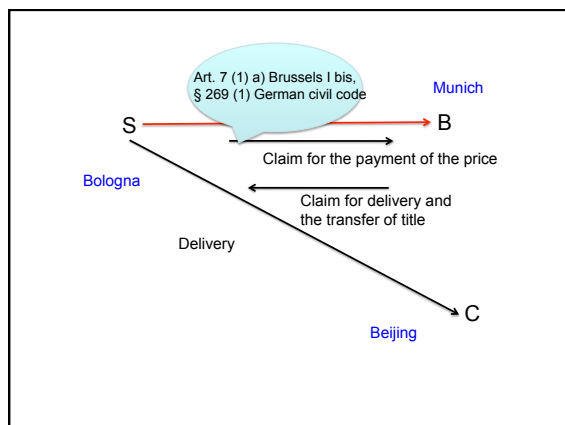 Art. 7 (1) a) Brussels I bis,
§ 269 (1) German civil code
Munich
S
B
Claim for the payment of the price
Bologna
Claim for delivery and
the transfer of title
Delivery
C
Beijing